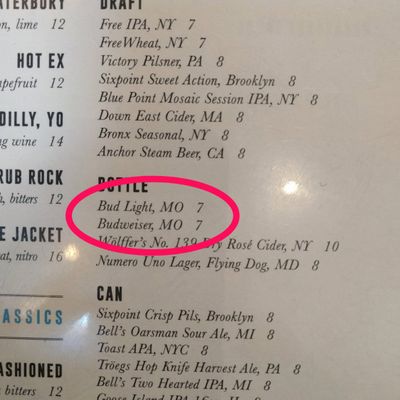 ATERBURY
n, lime 12
HOT EX
apefruit 12
DILLY, YO
ng wine 14
RUB ROCK
h, bitters 12
E JACKET
at, nitro 16
ASSICS
ASHIONED
bitters 12
DRAFT
Free IPA, NY 7
FreeWheat, NY 7
Victory Pilsner, PA 8
Sixpoint Sweet Action, Brooklyn 8
Blue Point Mosaic Session IPA, NY 8
Down East Cider, MA 8
Bronx Seasonal, NY 8
Anchor Steam Beer, CA 8
BOTTLE
Bud Light, MO 7
Budweiser, MO 7
Wölffer's No. 139 Dry Rosé Cider, NY 10
Numero Uno Lager, Flying Dog, MD 8
CAN
Sixpoint Crisp Pils, Brooklyn 8
Bell's Oarsman Sour Ale, MI 8
Toast APA, NYC 8
Tröegs Hop Knife Harvest Ale, PA 8
Bell's Two Hearted IPA, MI 8
Goose Island IPA